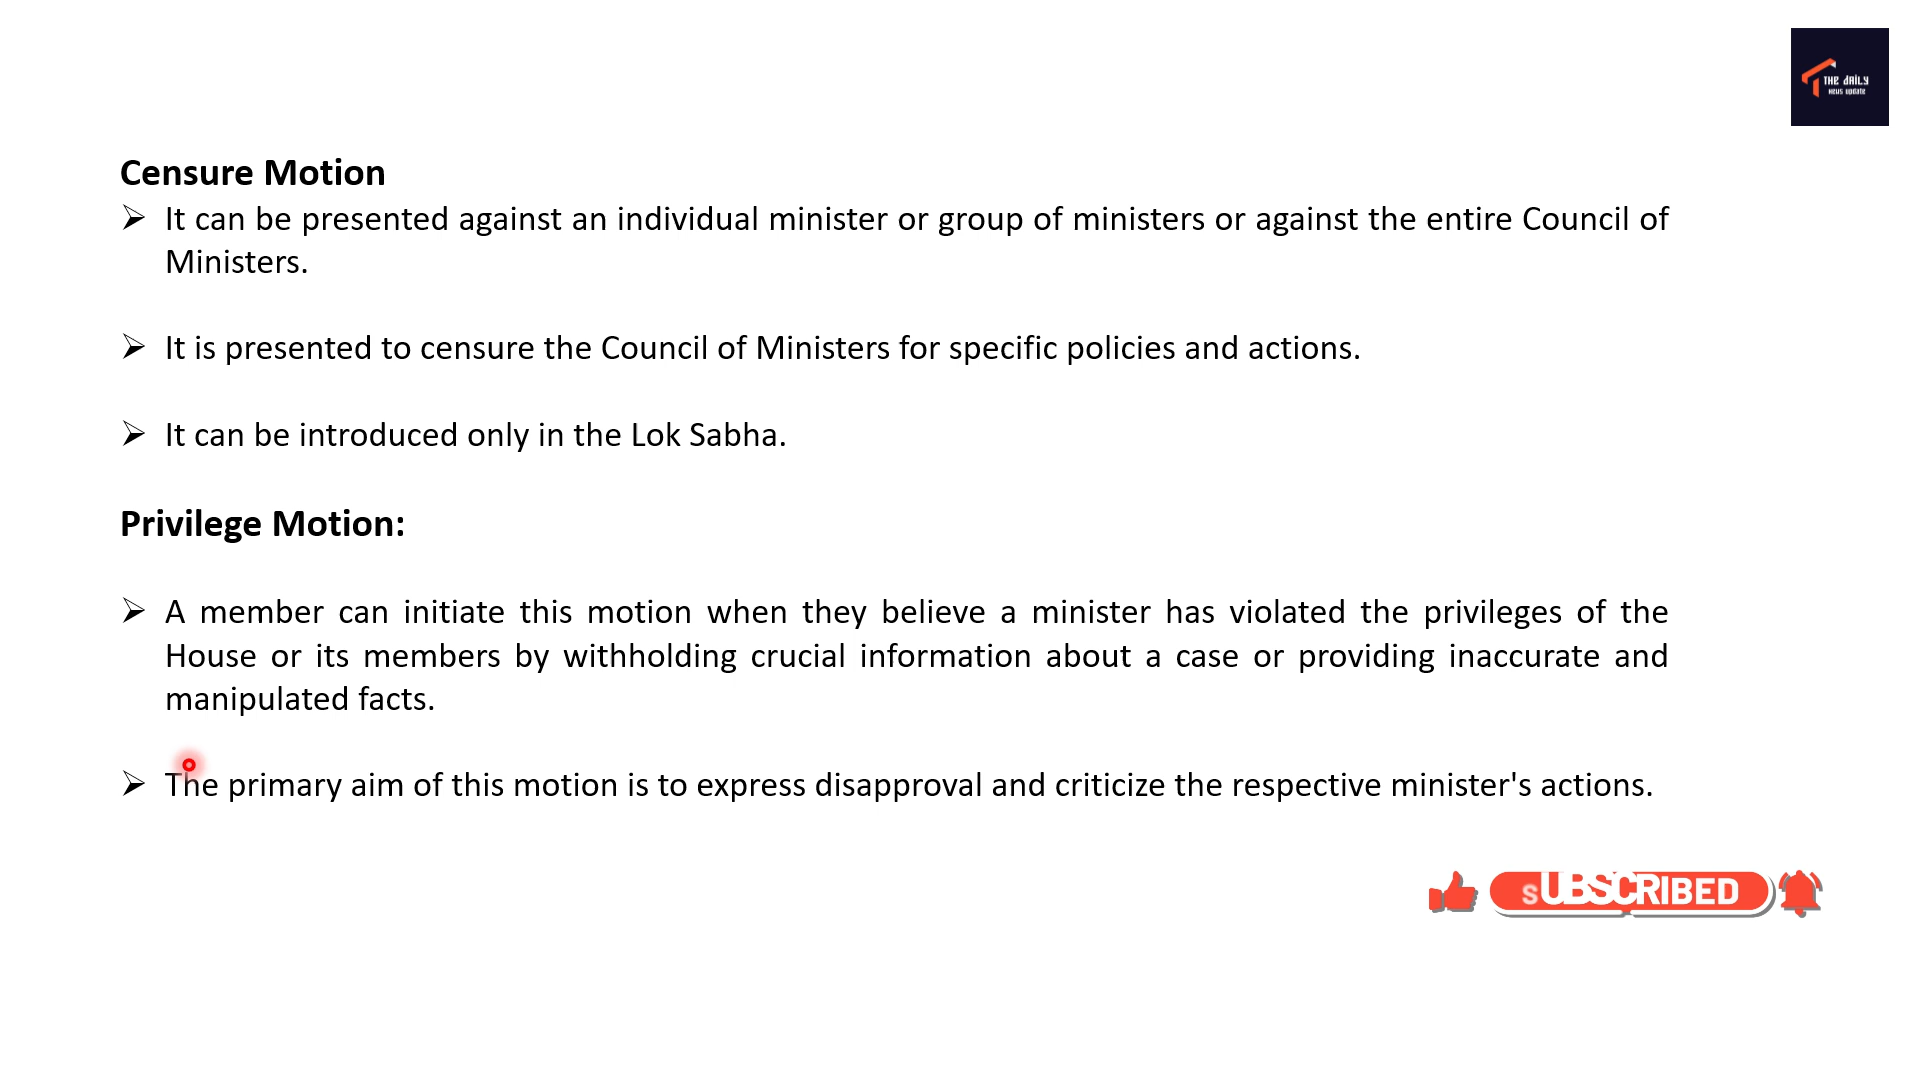 THE DAILY
News Update
Censure Motion
➢ It can be presented against an individual minister or group of ministers or against the entire Council of
Ministers.
➢ It is presented to censure the Council of Ministers for specific policies and actions.
➢ It can be introduced only in the Lok Sabha.
Privilege Motion:
➢ A member can initiate this motion when they believe a minister has violated the privileges of the
House or its members by withholding crucial information about a case or providing inaccurate and
manipulated facts.
➢ The primary aim of this motion is to express disapproval and criticize the respective minister's actions.
SUBSCRIBED